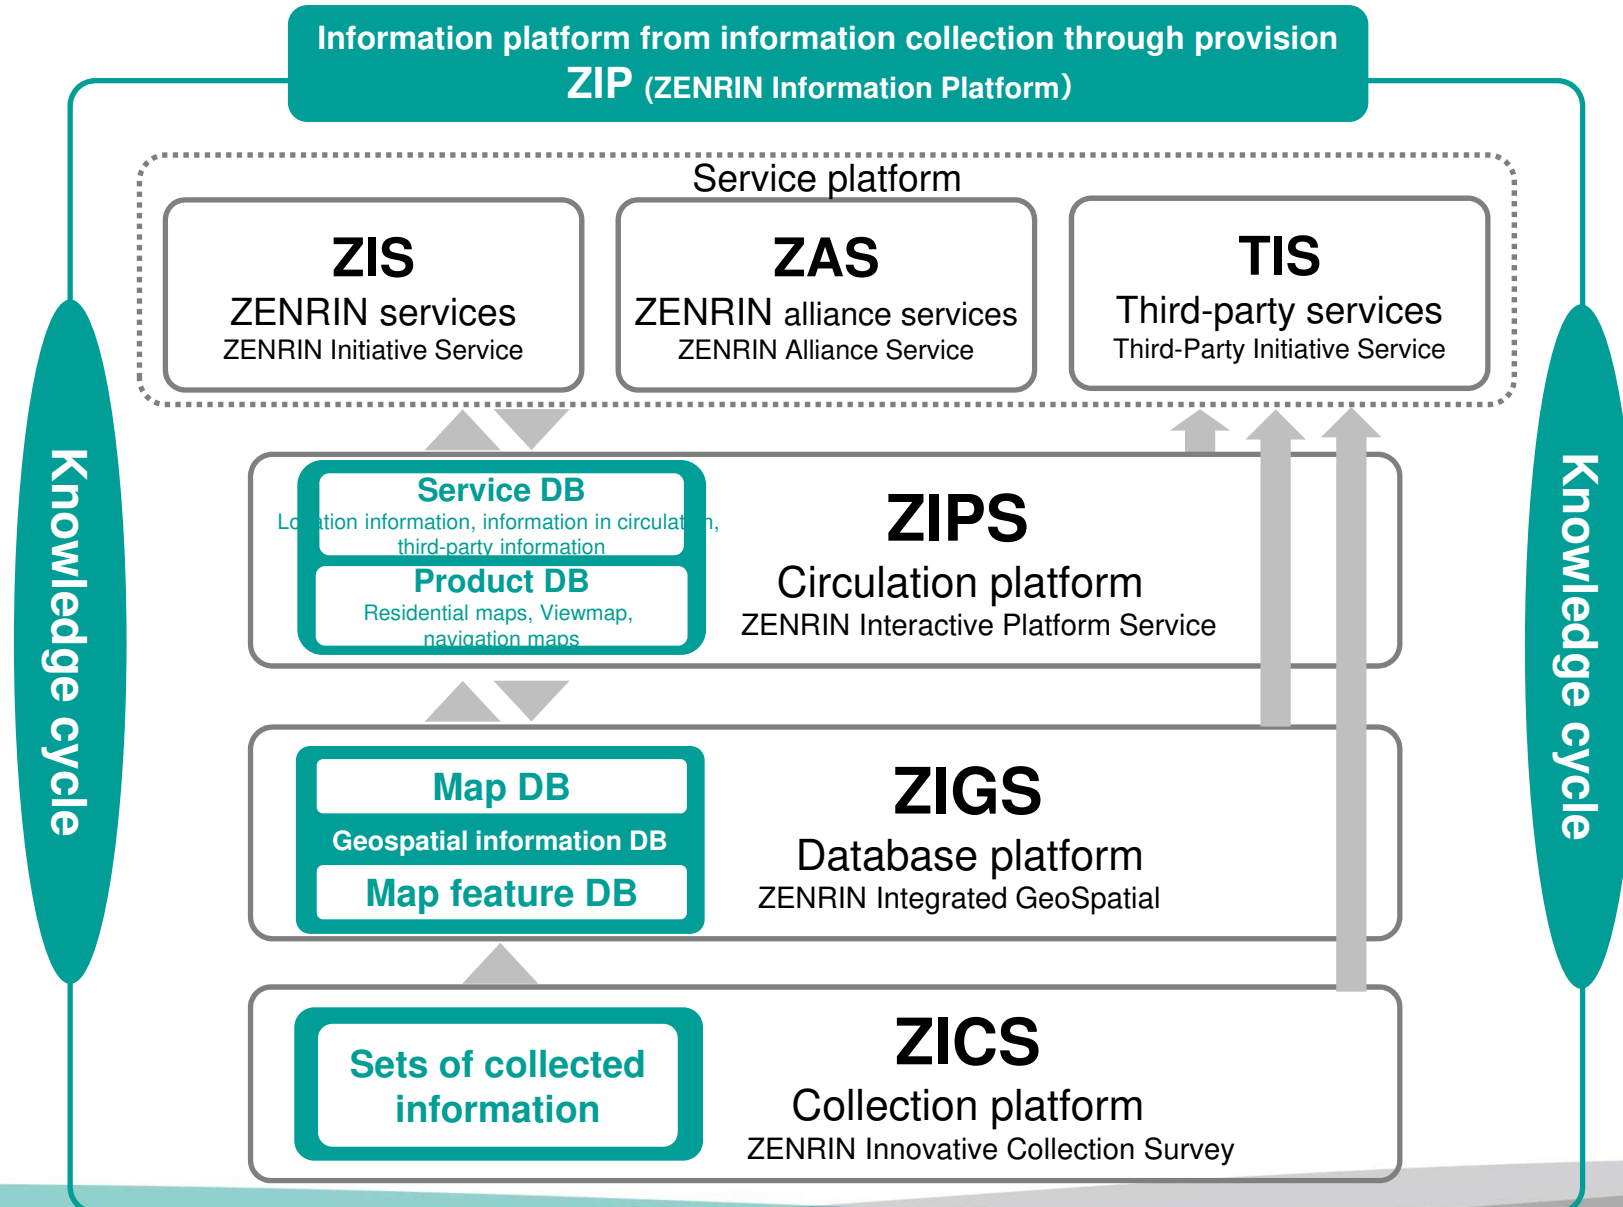 Information platform from information collection through provision
ZIP (ZENRIN Information Platform）
Service platform
ZIS
ZENRIN services
ZENRIN Initiative Service
ZAS
ZENRIN alliance services
ZENRIN Alliance Service
TIS
Third-party services
Third-Party Initiative Service
Knowledge cycle
Service DB
Location information, information in circulation,
third-party information
Product DB
Residential maps, Viewmap,
navigation maps
ZIPS
Circulation platform
ZENRIN Interactive Platform Service
Map DB
Geospatial information DB
Map feature DB
ZIGS
Database platform
ZENRIN Integrated GeoSpatial
Sets of collected
information
ZICS
Collection platform
ZENRIN Innovative Collection Survey
Knowledge cycle